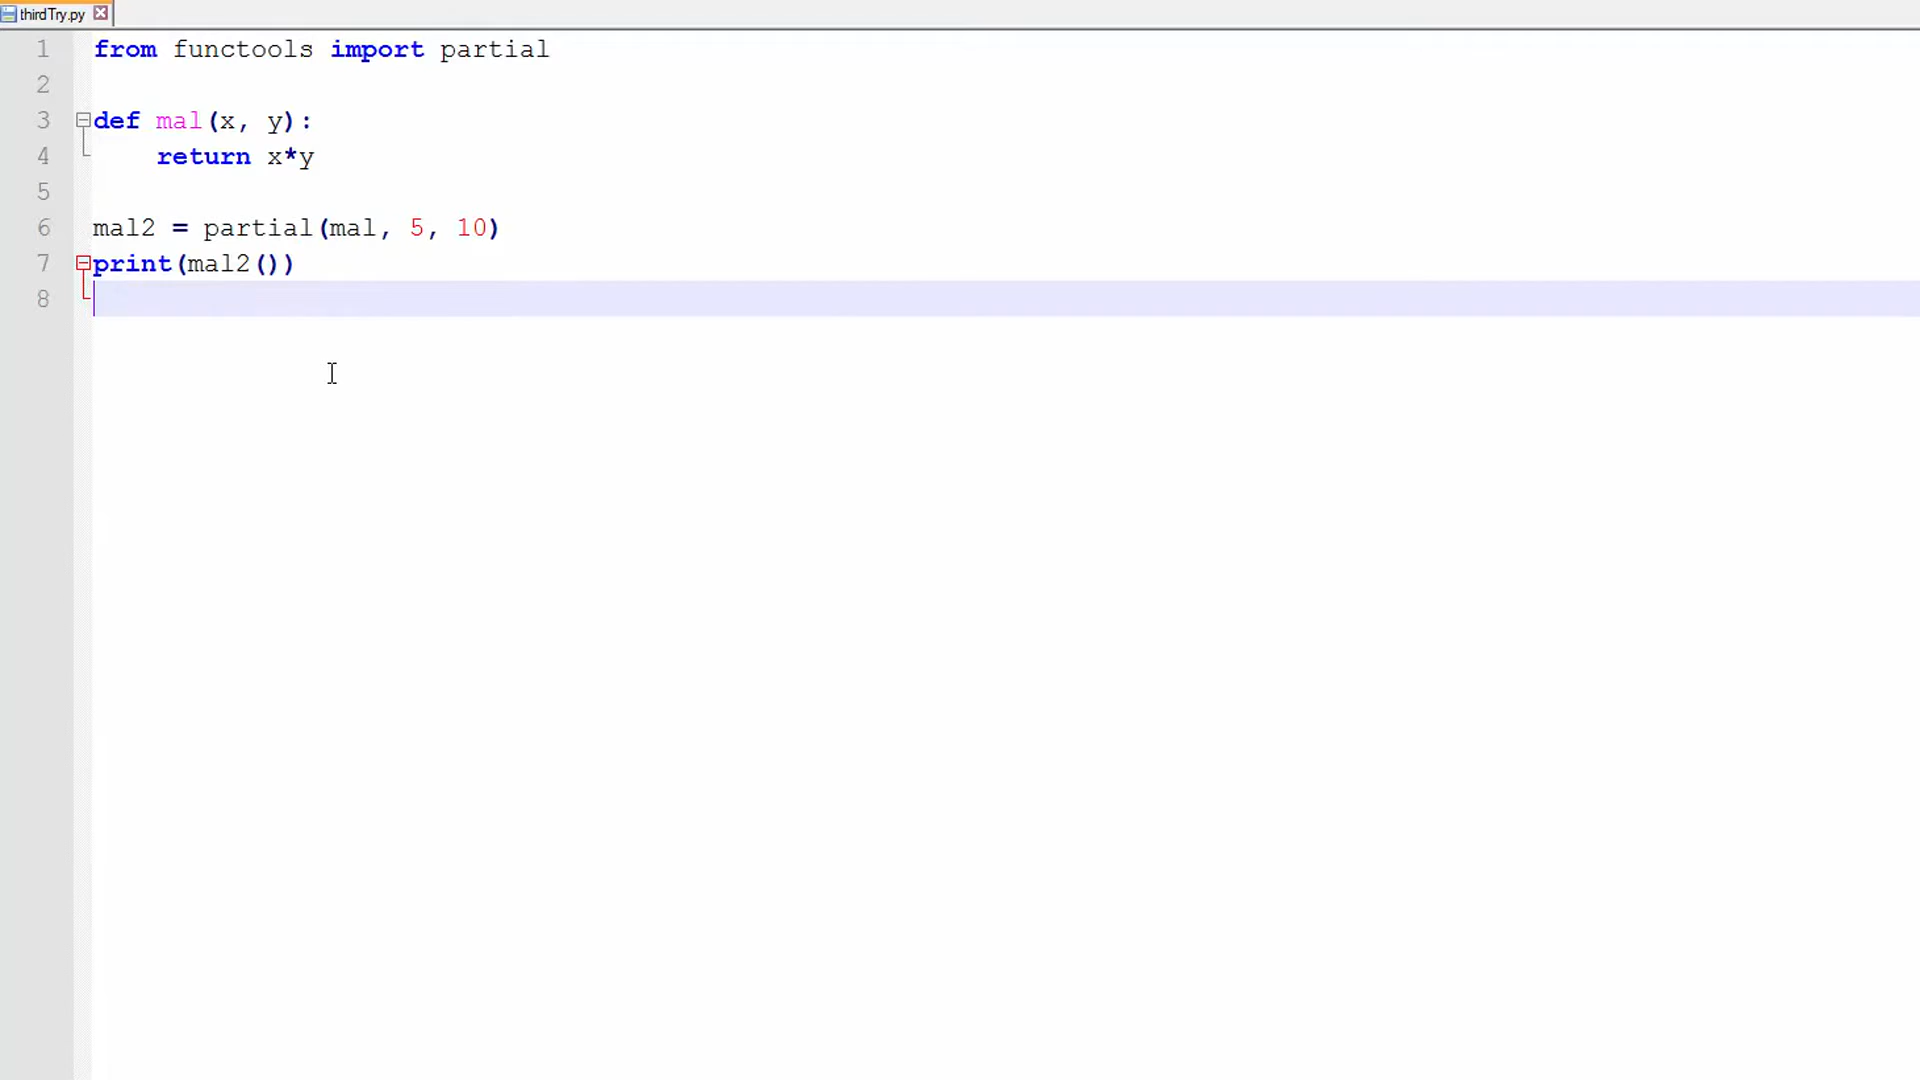 thirdTry.py
1 from functools import partial
2
3 def mal(x, y):
4     return x*y
5
6 mal2 = partial(mal, 5, 10)
7 print(mal2())
8